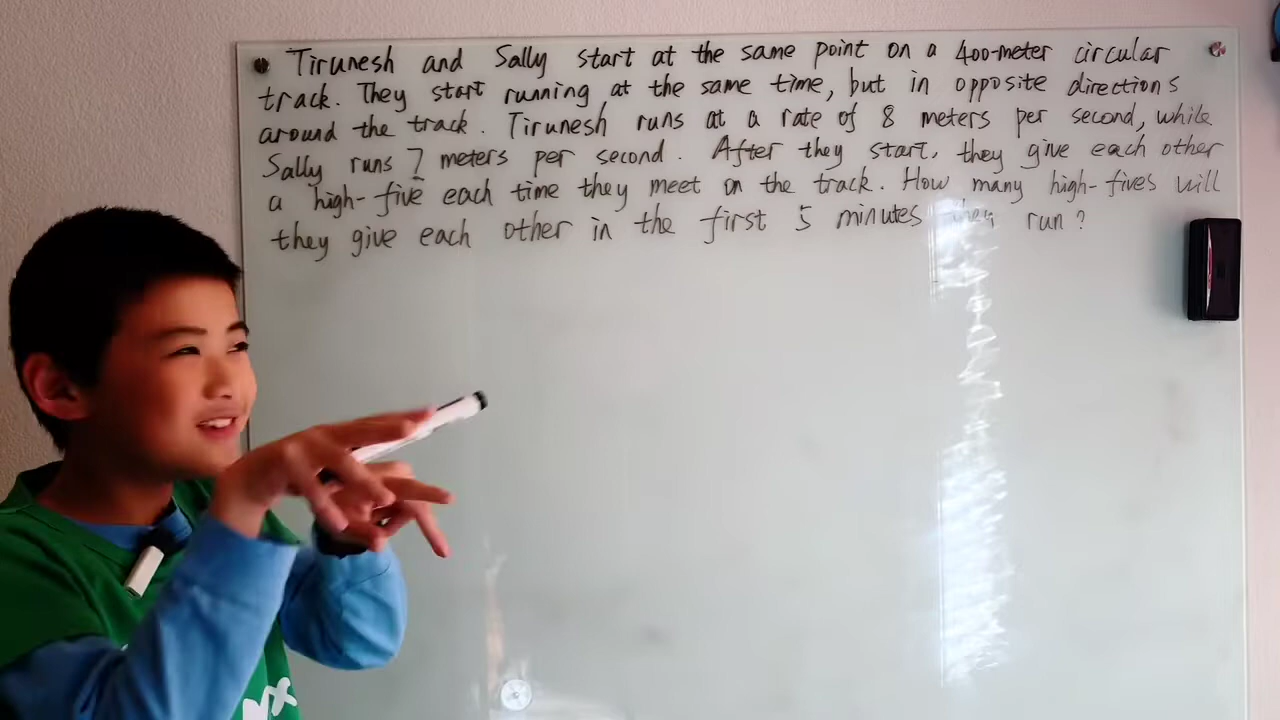 Tirunesh and Sally start at the same point on a 400-meter circular
track. They start running at the same time, but in opposite directions
around the track. Tirunesh runs at a rate of 8 meters per second, while
Sally runs 7 meters per second. After they start, they give each other
a high-five each time they meet on the track. How many high-fives will
they give each other in the first 5 minutes they run?